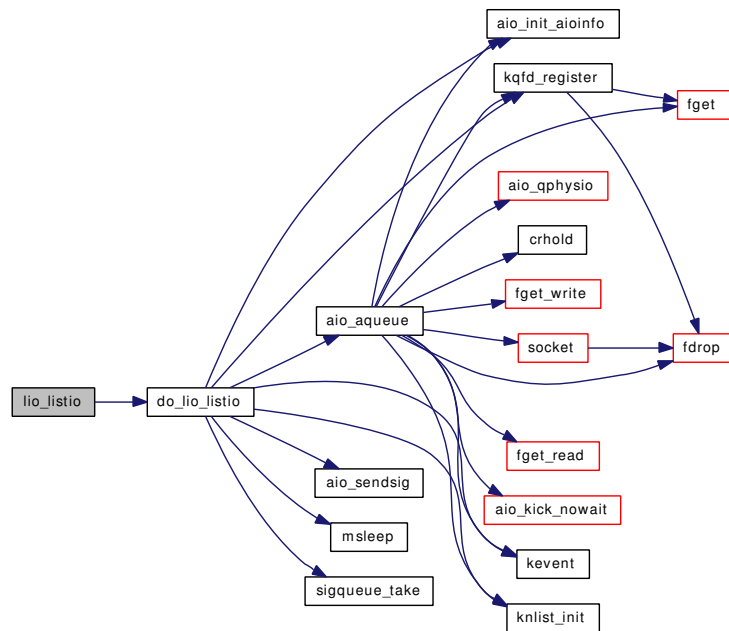 aio_init_aioinfo
kqfd_register
fget
aio_qphysio
crhold
fget_write
aio_aqueue
socket
fdrop
lio_listio
do_lio_listio
fget_read
aio_sendsig
aio_kick_nowait
msleep
kevent
sigqueue_take
knlist_init